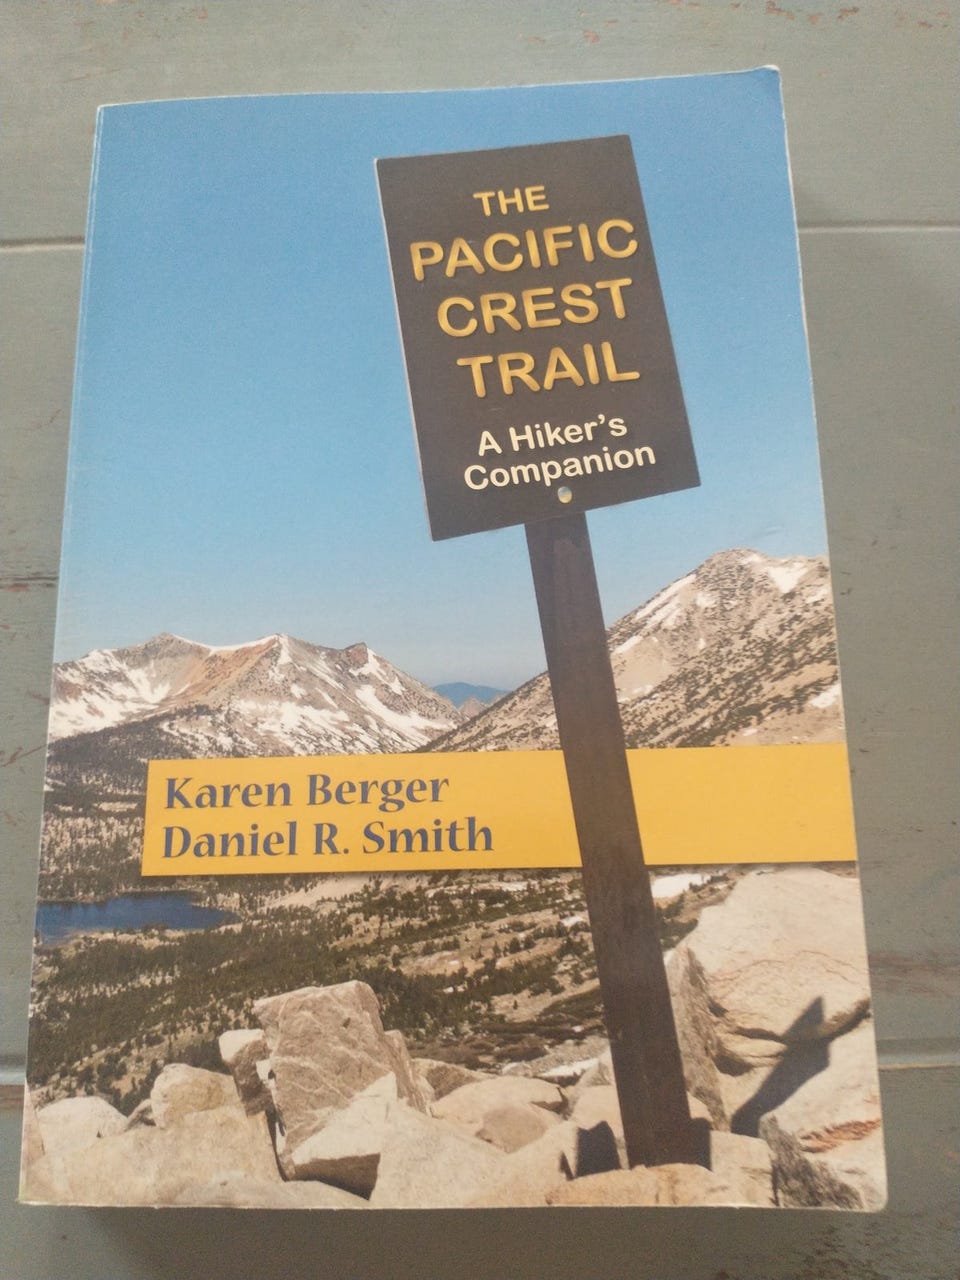 THE
PACIFIC
CREST
TRAIL
A Hiker's
Companion
Karen Berger
Daniel R. Smith